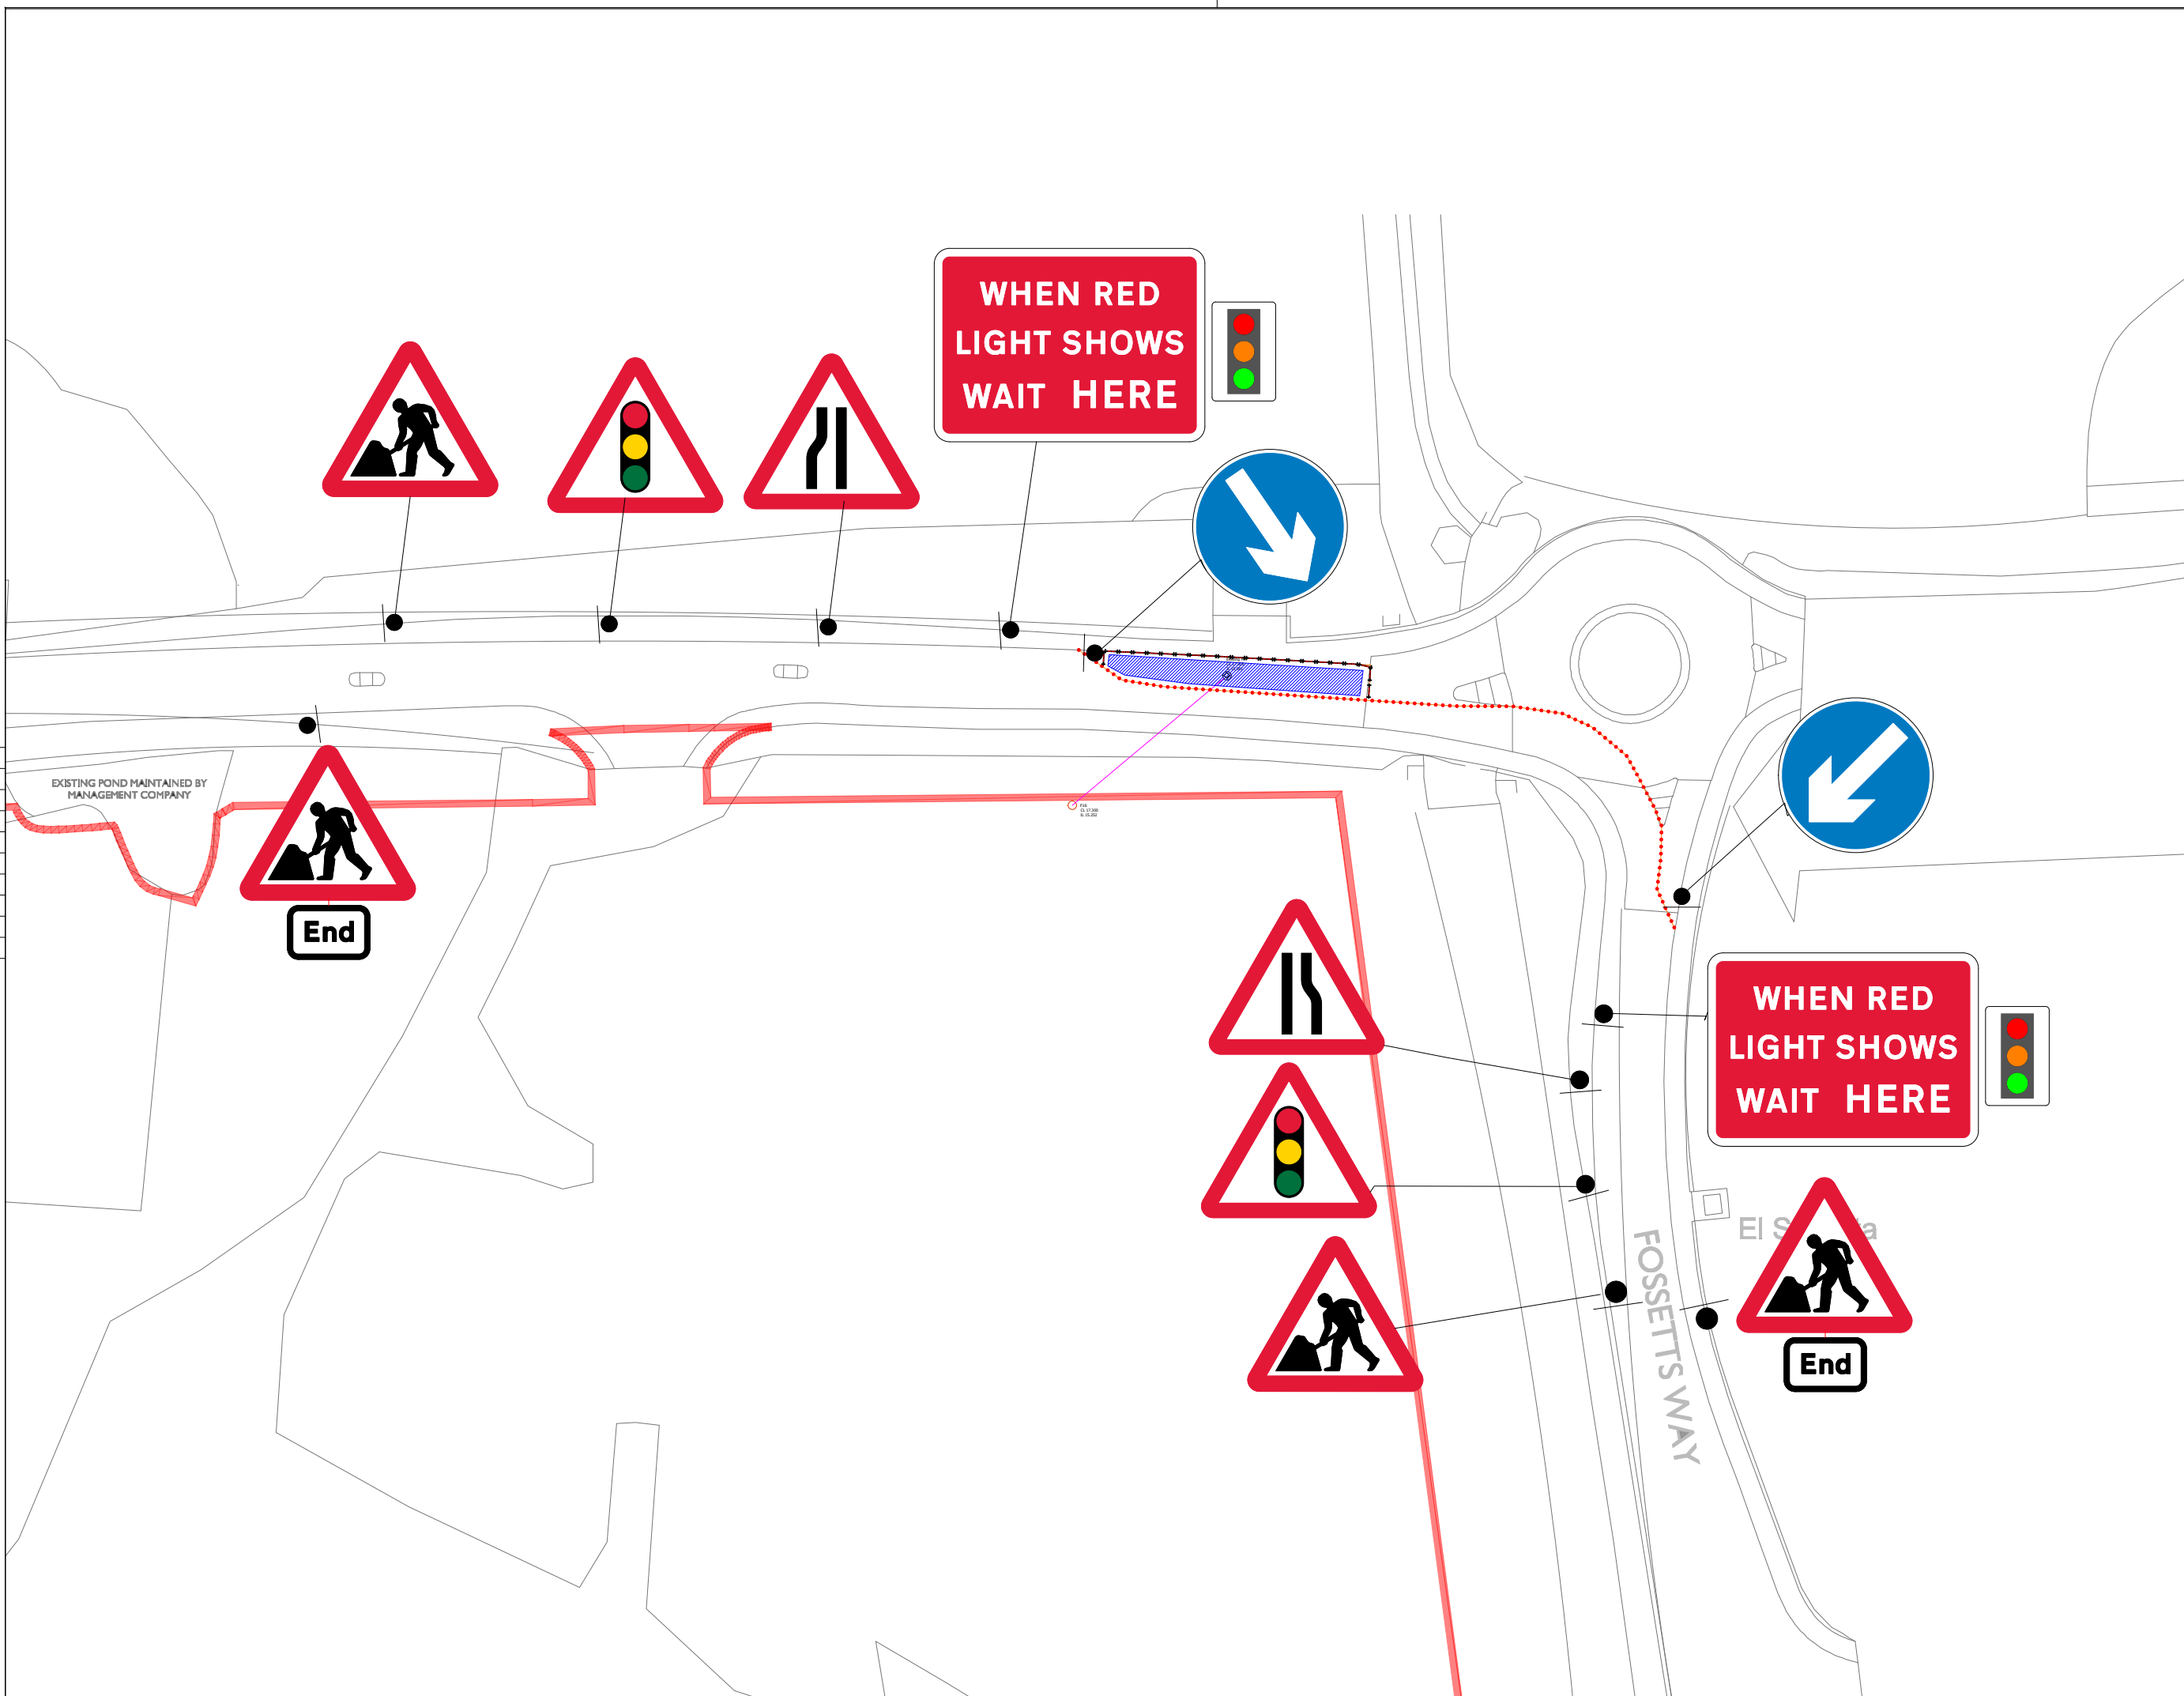 WHEN RED
LIGHT SHOWS
WAIT HERE
EXISTING POND MAINTAINED BY
MANAGEMENT COMPANY
End
WHEN RED
LIGHT SHOWS
WAIT HERE
El
FOSSETTS WAY
End